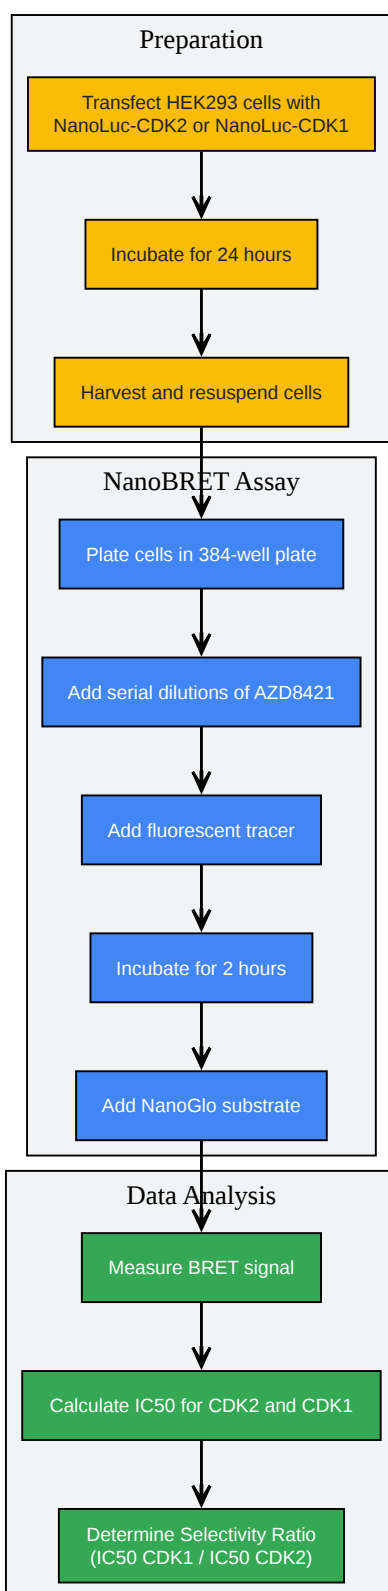 Preparation
Transfect HEK293 cells with
NanoLuc-CDK2 or NanoLuc-CDK1
Incubate for 24 hours
Harvest and resuspend cells
NanoBRET Assay
Plate cells in 384-well plate
Add serial dilutions of AZD8421
Add fluorescent tracer
Incubate for 2 hours
Add NanoGlo substrate
Data Analysis
Measure BRET signal
Calculate IC50 for CDK2 and CDK1
Determine Selectivity Ratio
(IC50 CDK1 / IC50 CDK2)